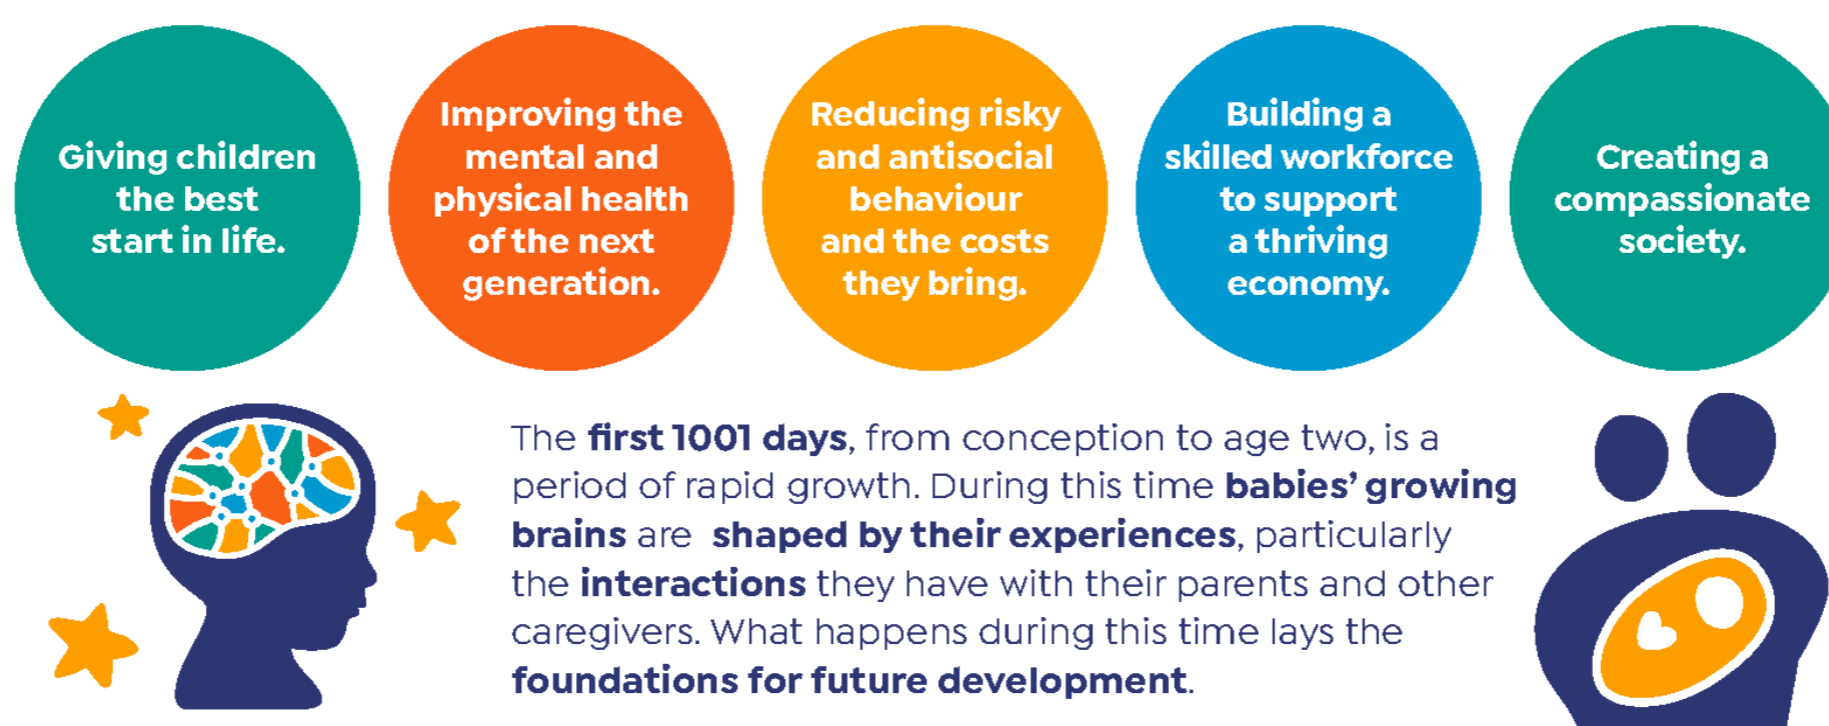 Giving children
the best
start in life.
Improving the
mental and
physical health
of the next
generation.
Reducing risky
and antisocial
behaviour
and the costs
they bring.
Building a
skilled workforce
to support
a thriving
economy.
Creating a
compassionate
society.
The first 1001 days, from conception to age two, is a
period of rapid growth. During this time babies’ growing
brains are shaped by their experiences, particularly
the interactions they have with their parents and other
caregivers. What happens during this time lays the
foundations for future development.